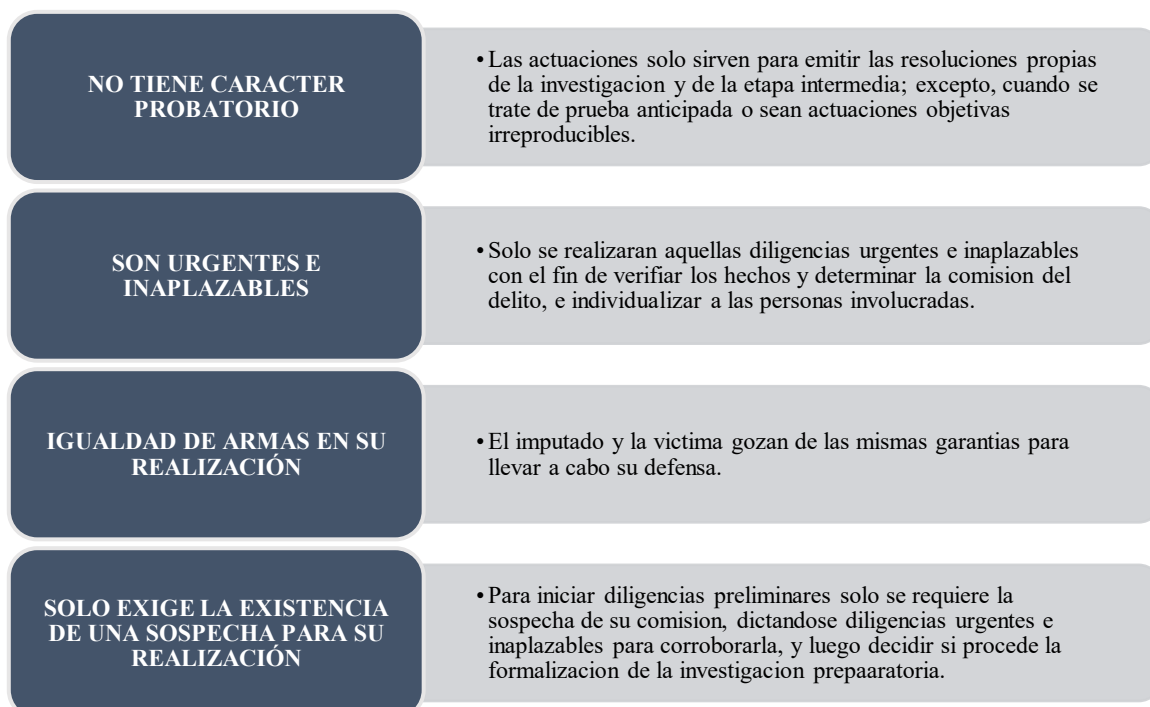 NO TIENE CARACTER
PROBATORIO
• Las actuaciones solo sirven para emitir las resoluciones propias
de la investigacion y de la etapa intermedia; excepto, cuando se
trate de prueba anticipada o sean actuaciones objetivas
irreproducibles.
SON URGENTES E
INAPLAZABLES
• Solo se realizaran aquellas diligencias urgentes e inaplazables
con el fin de verificar los hechos y determinar la comision del
delito, e individualizar a las personas involucradas.
IGUALDAD DE ARMAS EN SU
REALIZACIÓN
• El imputado y la victima gozan de las mismas garantias para
llevar a cabo su defensa.
SOLO EXIGE LA EXISTENCIA
DE UNA SOSPECHA PARA SU
REALIZACIÓN
• Para iniciar diligencias preliminares solo se requiere la
sospecha de su comision, dictandose diligencias urgentes e
inaplazables para corroborarla, y luego decidir si procede la
formalizacion de la investigacion prepaaratoria.